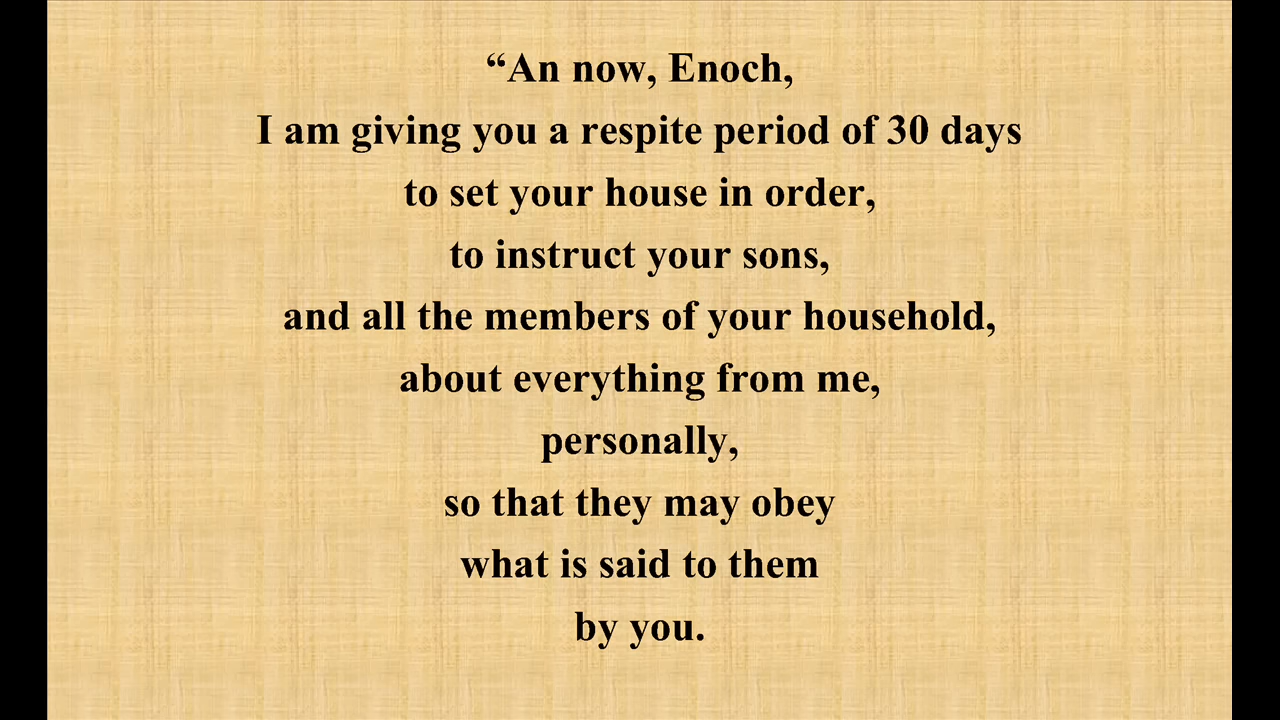 “An now, Enoch,
I am giving you a respite period of 30 days
to set your house in order,
to instruct your sons,
and all the members of your household,
about everything from me,
personally,
so that they may obey
what is said to them
by you.